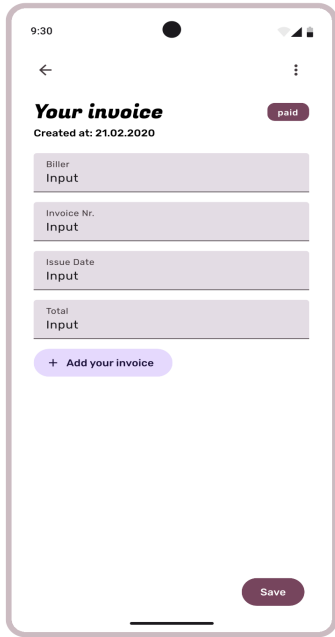 9:30
Your invoice
paid
Created at: 21.02.2020
Biller
Input
Invoice Nr.
Input
Issue Date
Input
Total
Input
+ Add your invoice
Save